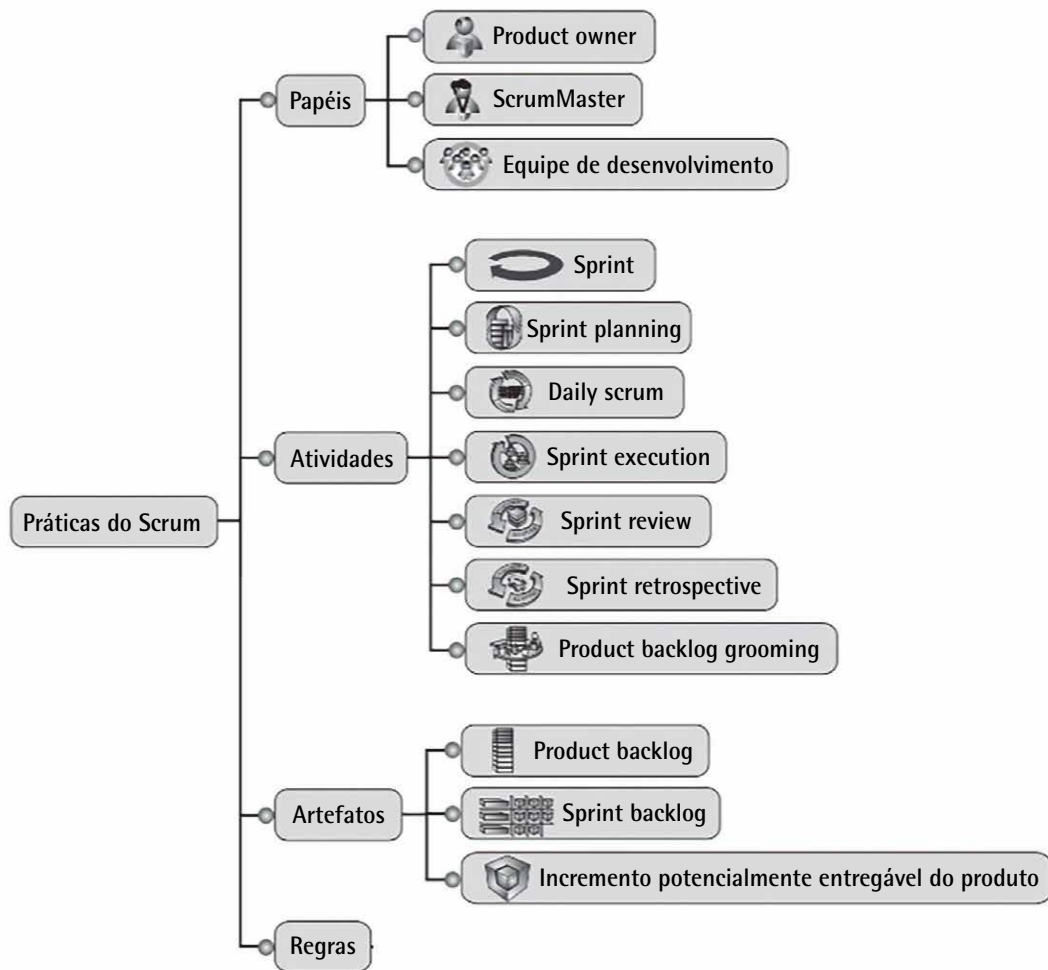 Práticas do Scrum
Papéis
Product owner
ScrumMaster
Equipe de desenvolvimento
Atividades
Sprint
Sprint planning
Daily scrum
Sprint execution
Sprint review
Sprint retrospective
Product backlog grooming
Artefatos
Product backlog
Sprint backlog
Incremento potencialmente entregável do produto
Regras